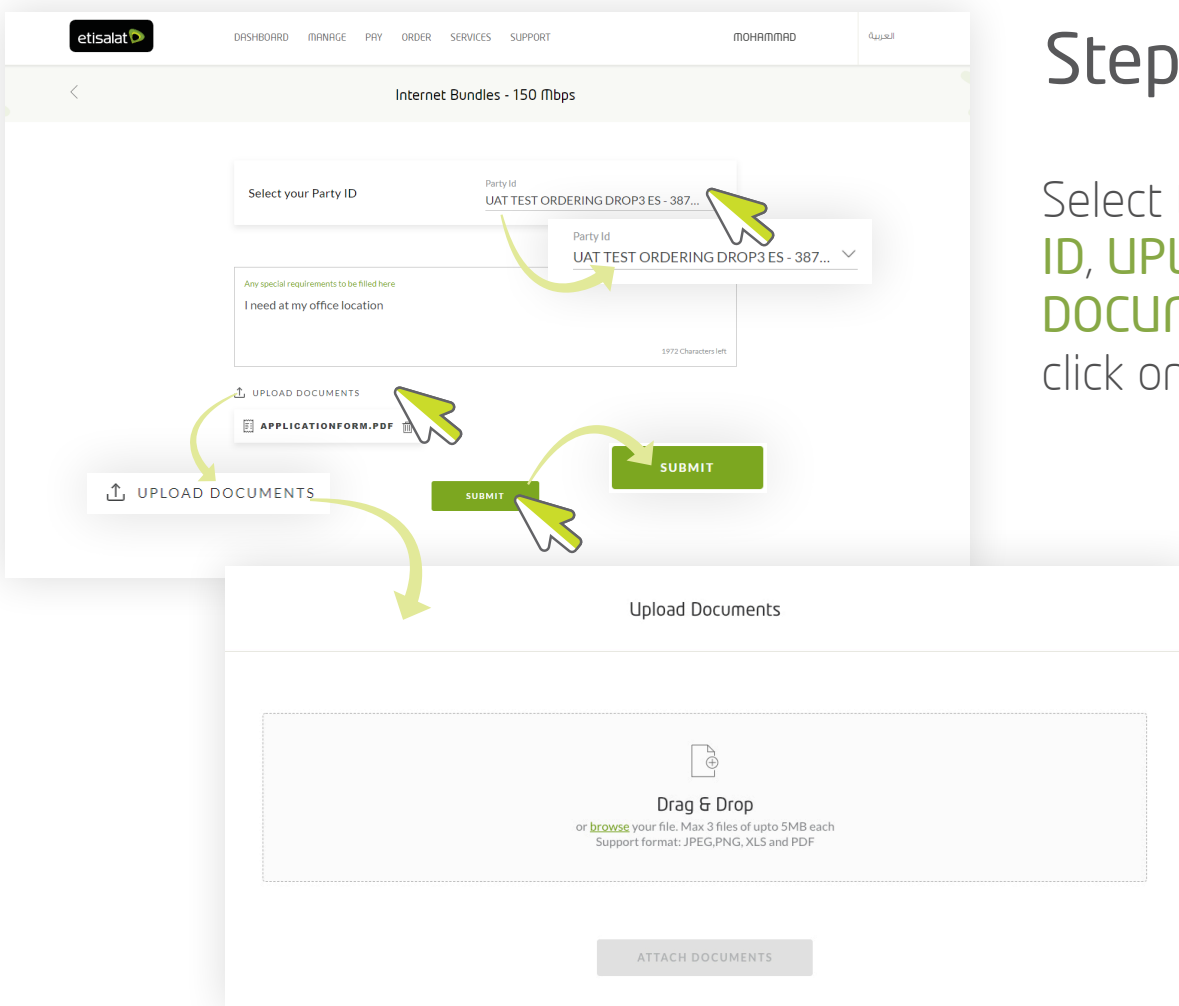 etisalat
DASHBOARD MANAGE PAY ORDER SERVICES SUPPORT MOHAMMAD العربية
Internet Bundles - 150 Mbps
Select your Party ID
Party Id
UAT TEST ORDERING DROP3 ES - 387...
Party Id
UAT TEST ORDERING DROP3 ES - 387...
Any special requirements to be filled here
I need at my office location
1972 Characters left
UPLOAD DOCUMENTS
APPLICATIONFORM.PDF
UPLOAD DOCUMENTS
SUBMIT
SUBMIT
Step
Select
ID, UPL
DOCUM
click on
Upload Documents
Drag & Drop
or browse your file. Max 3 files of upto 5MB each
Support format: JPEG,PNG, XLS and PDF
ATTACH DOCUMENTS